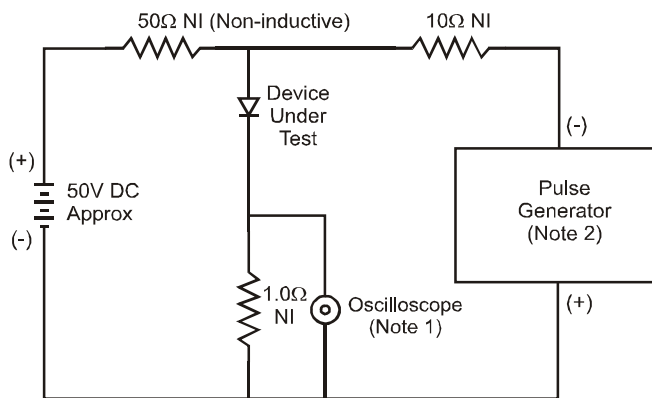 50Ω NI (Non-inductive)
10Ω NI
Device
Under
Test
(-)
(+)
50V DC
Approx
(-)
Pulse
Generator
(Note 2)
1.0Ω
NI
Oscilloscope
(Note 1)
(+)